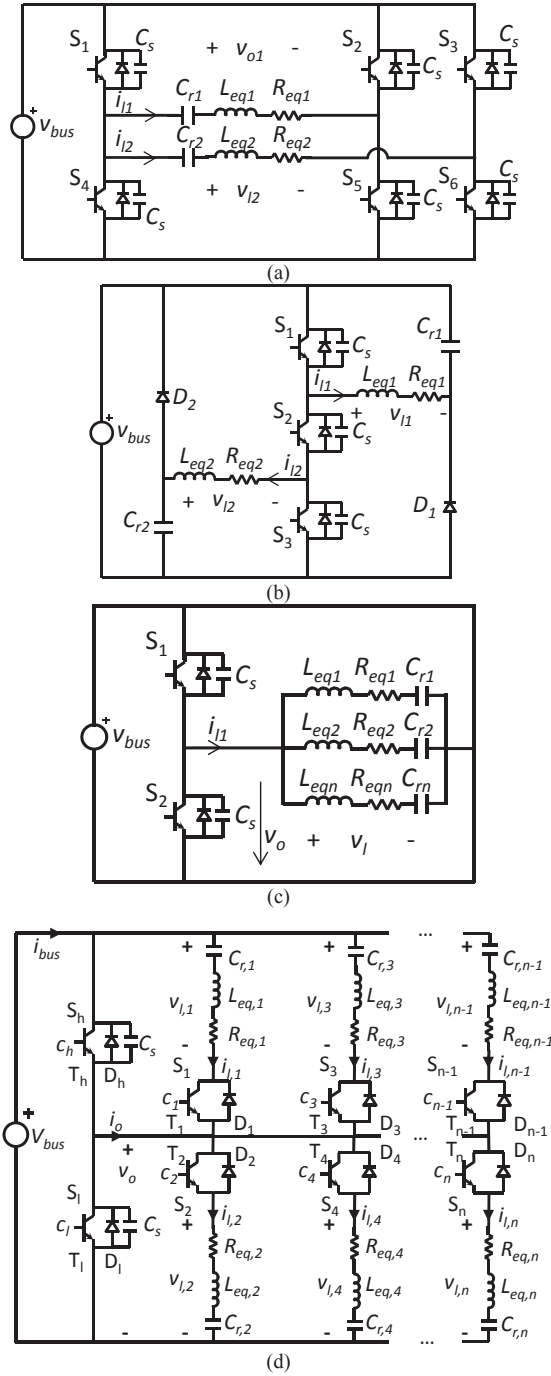 S1 Cs + vo1 - S2 Cs S3 Cs
Cr1 Leq1 Req1
il1
+ vbus
il2 Cr2 Leq2 Req2
S4 Cs + vl2 - S5 Cs S6 Cs
(a)
S1 Cs Cr1
il1 Leq1 Req1
D2 + vl1 -
+ vbus S2 Cs
Leq2 Req2 il2
+ vl2 - D1
Cr2 S3 Cs
(b)
S1 Cs
Leq1 Req1 Cr1
+ vbus il1 Leq2 Req2 Cr2
Leqn Reqn Crn
S2 Cs
vo + vl -
(c)
ibus ... ...
+ Cr,1 + Cr,3 + Cr,n-1
vl,1 Leq,1 vl,3 Leq,3 vl,n-1 Leq,n-1
Sh Cs
ch Req,1 Req,3 Req,n-1
Th Dh - - -
S1 il,1 S3 il,3 Sn-1 il,n-1
c1 c3 cn-1
+ Vbus io T1 D1 T3 D3 ... Tn-1 Dn-1
+ vo T2 D2 T4 D4 Tn Dn
c2 c4 cn
Sl S2 il,2 S4 il,4 Sn il,n
cl Cs + + +
Tl Dl Req,2 Req,4 Req,n
vl,2 Leq,2 vl,4 Leq,4 vl,n Leq,n
- - Cr,2 - Cr,4 - Cr,n
... ...
(d)